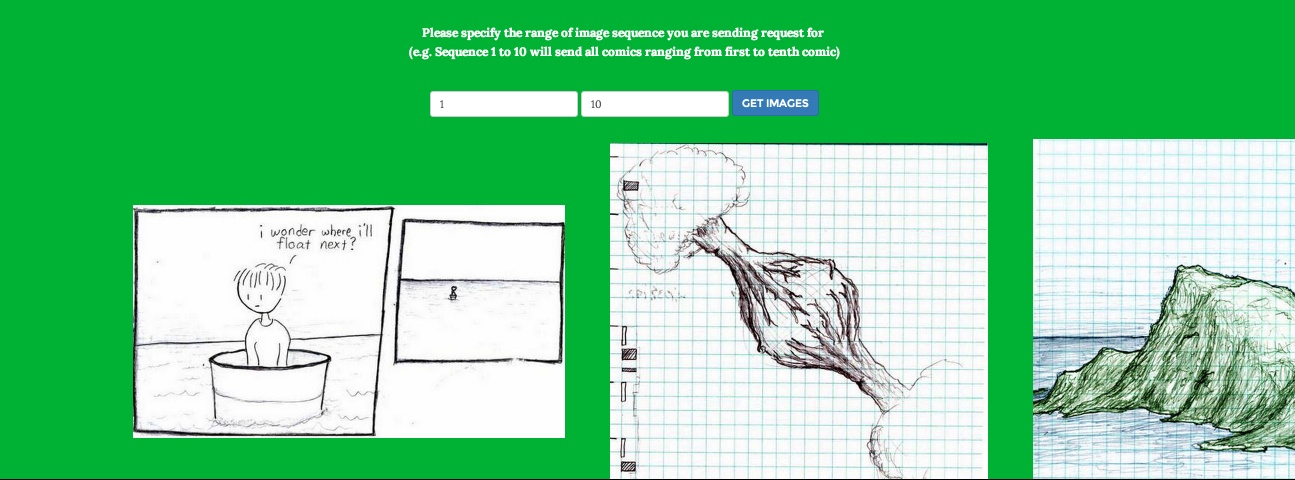 Please specify the range of image sequence you are sending request for
(e.g. Sequence 1 to 10 will send all comics ranging from first to tenth comic)
1 10 GET IMAGES
i wonder where i'll
float next?